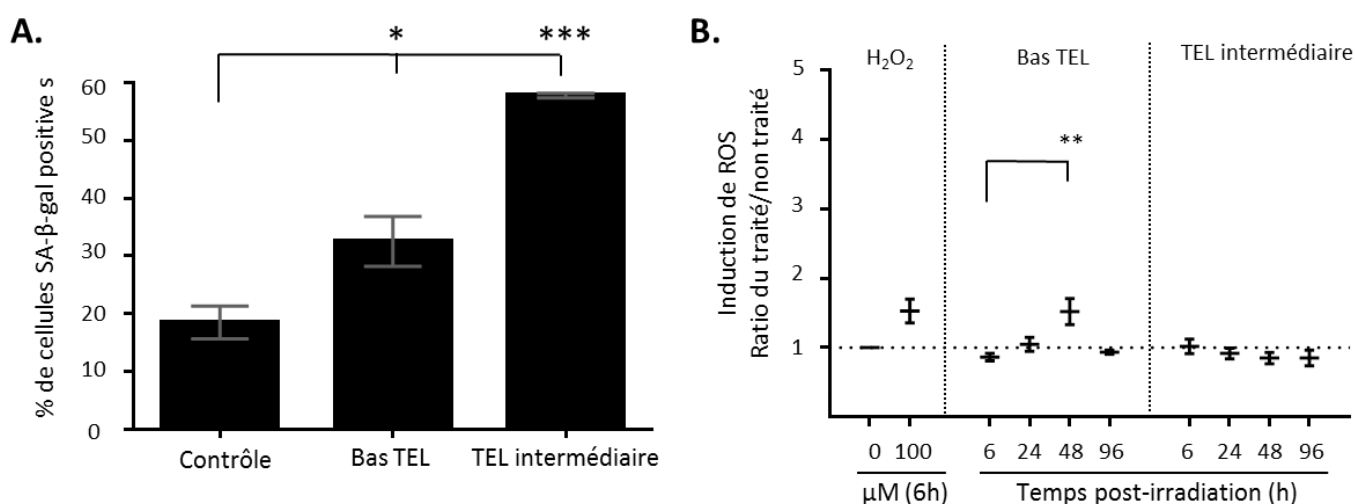 A.
* ***
% de cellules SA-β-gal positive s
60
50
40
30
20
10
0
Contrôle Bas TEL TEL intermédiaire
B.
H₂O₂ Bas TEL TEL intermédiaire
Induction de ROS
Ratio du traité/non traité
5
4
3
2
1
**
0 100 6 24 48 96 6 24 48 96
µM (6h) Temps post-irradiation (h)